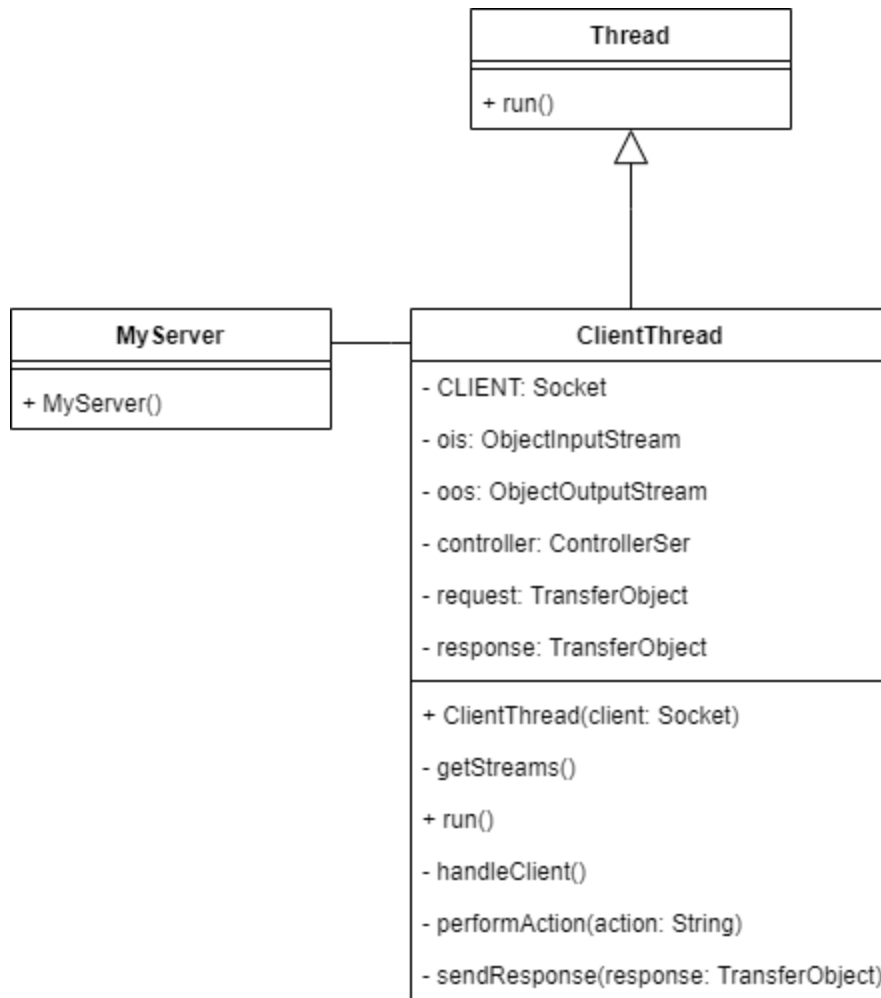 Thread
+ run()
MyServer
+ MyServer()
ClientThread
- CLIENT: Socket
- ois: ObjectInputStream
- oos: ObjectOutputStream
- controller: ControllerSer
- request: TransferObject
- response: TransferObject
+ ClientThread(client: Socket)
- getStreams()
+ run()
- handleClient()
- performAction(action: String)
- sendResponse(response: TransferObject)